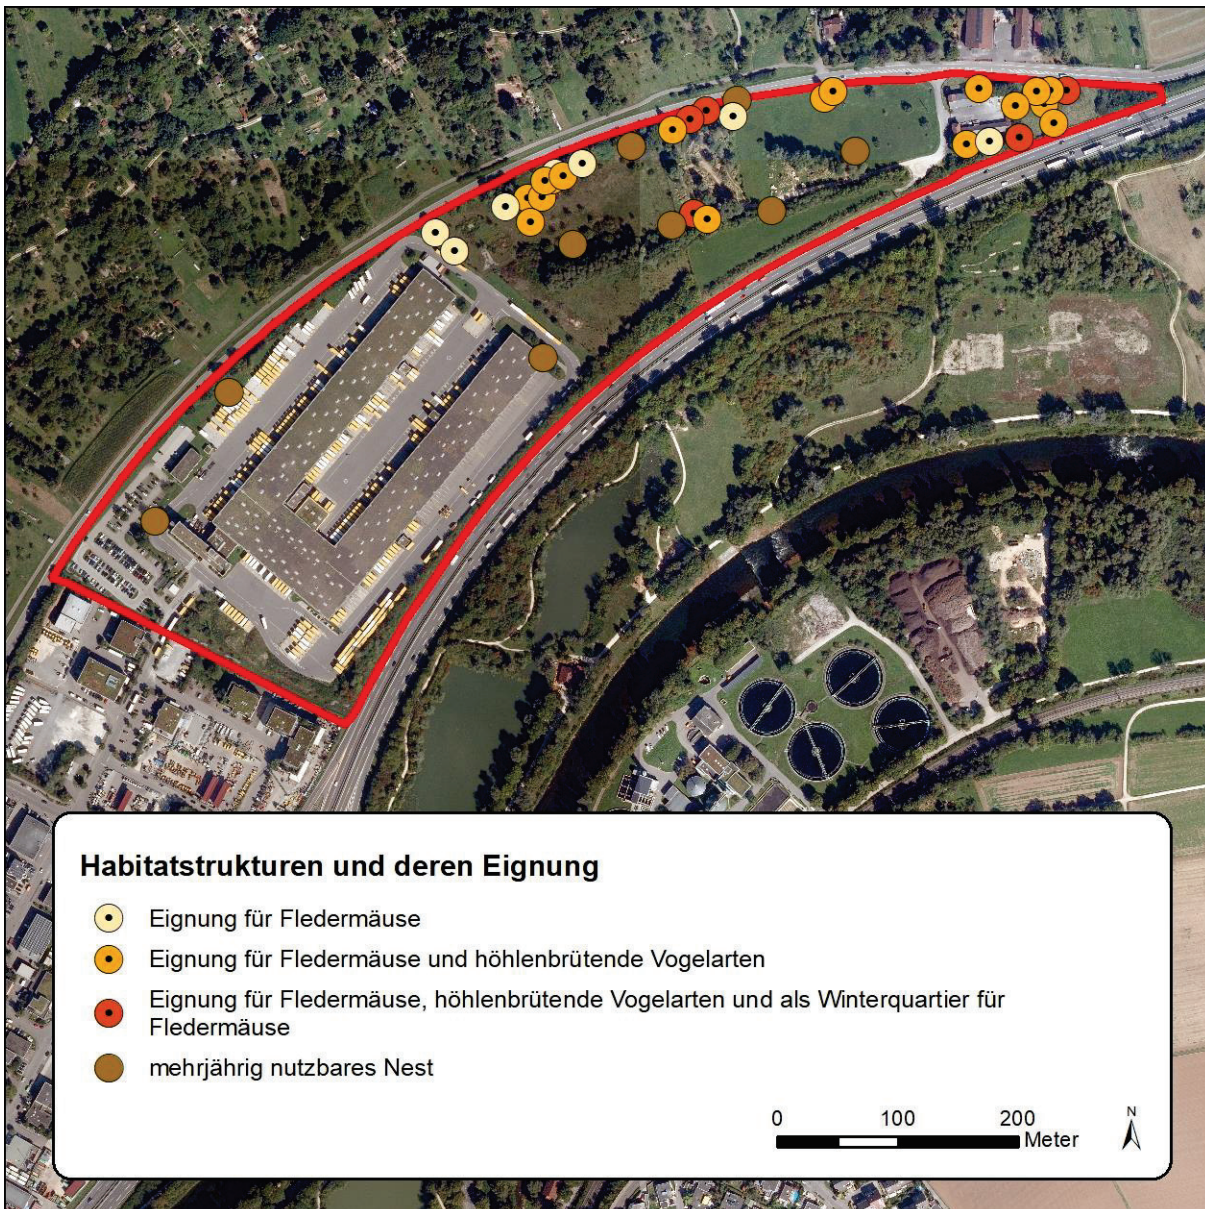 Habitatstrukturen und deren Eignung
Eignung für Fledermäuse
Eignung für Fledermäuse und höhlenbrütende Vogelarten
Eignung für Fledermäuse, höhlenbrütende Vogelarten und als Winterquartier für
Fledermäuse
mehrjährig nutzbares Nest
0 100 200
Meter
N